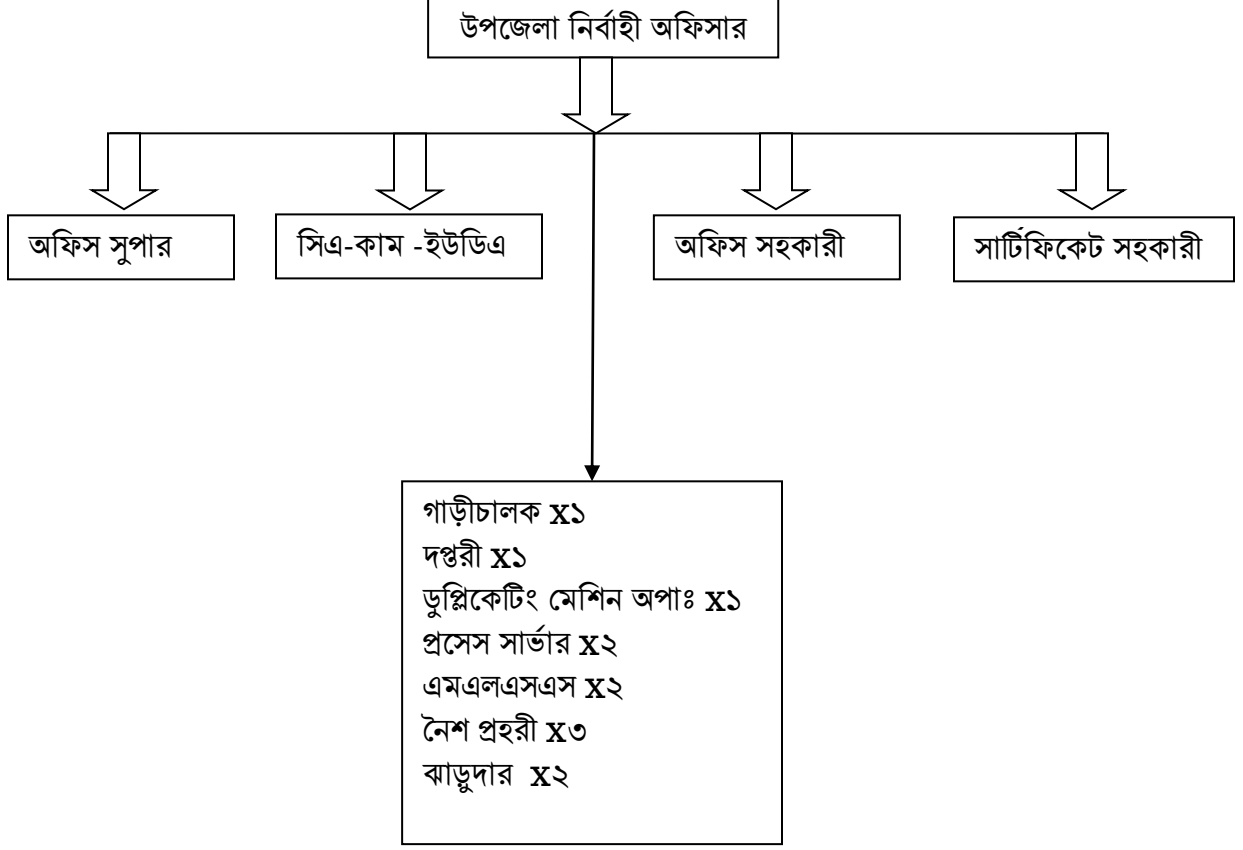 উপজেলা নির্বাহী অফিসার
অফিস সুপার
সিএ-কাম -ইউডিএ
অফিস সহকারী
সার্টিফিকেট সহকারী
গাড়ীচালক x১
দপ্তরী x১
ডুপ্লিকেটিং মেশিন অপাঃ x১
প্রসেস সার্ভার x২
এমএলএসএস x২
নৈশ প্রহরী x৩
ঝাড়ুদার x২